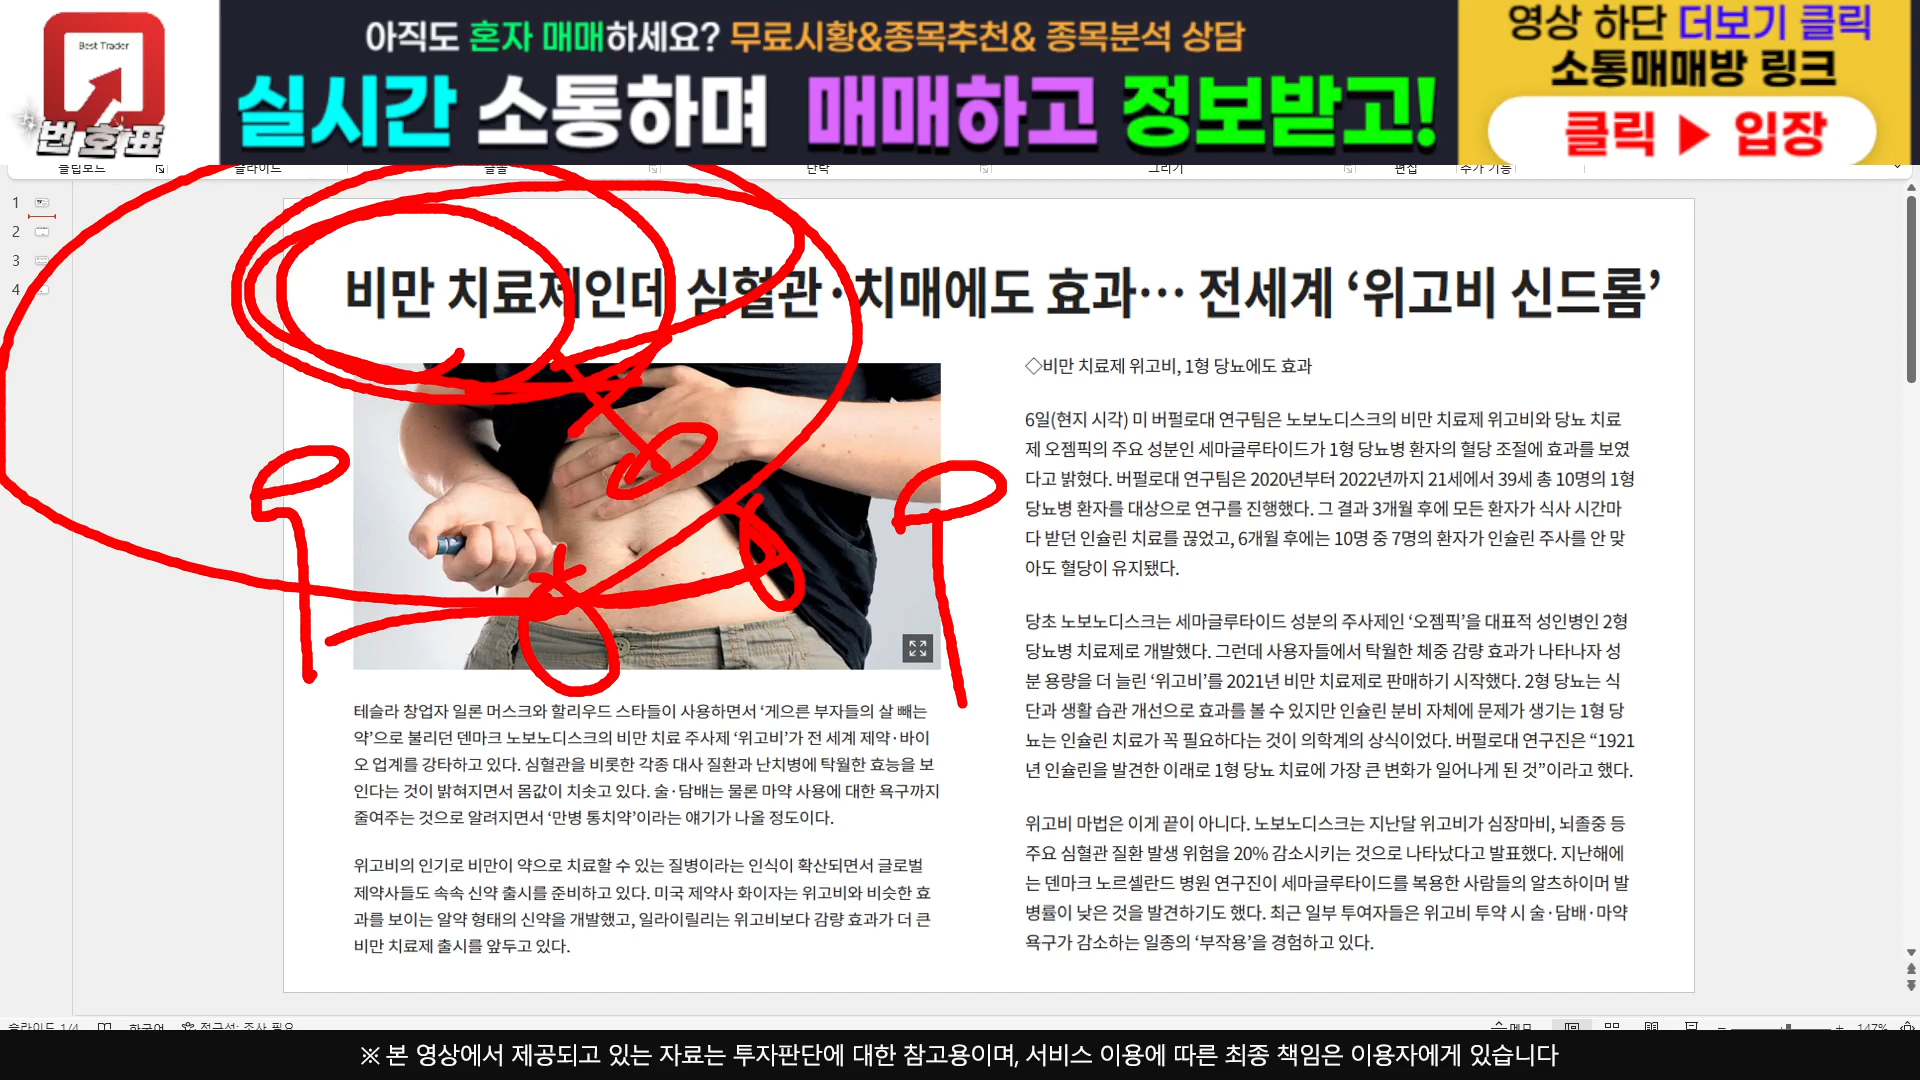 Best Trader
번호표
아직도 혼자 매매하세요? 무료시황&종목추천& 종목분석 상담
실시간 소통하며 매매하고 정보받고!
영상 하단 더보기 클릭
소통매매방 링크
클릭 ▶ 입장
클립보드 슬라이드 글꼴 단락 그리기 편집 추가 기능
1
2
3
4
비만 치료제인데 심혈관·치매에도 효과… 전세계 ‘위고비 신드롬’
테슬라 창업자 일론 머스크와 할리우드 스타들이 사용하면서 ‘게으른 부자들의 살 빼는
약’으로 불리던 덴마크 노보노디스크의 비만 치료 주사제 ‘위고비’가 전 세계 제약·바이
오 업계를 강타하고 있다. 심혈관을 비롯한 각종 대사 질환과 난치병에 탁월한 효능을 보
인다는 것이 밝혀지면서 몸값이 치솟고 있다. 술·담배는 물론 마약 사용에 대한 욕구까지
줄여주는 것으로 알려지면서 ‘만병 통치약’이라는 얘기가 나올 정도이다.
위고비의 인기로 비만이 약으로 치료할 수 있는 질병이라는 인식이 확산되면서 글로벌
제약사들도 속속 신약 출시를 준비하고 있다. 미국 제약사 화이자는 위고비와 비슷한 효
과를 보이는 알약 형태의 신약을 개발했고, 일라이릴리는 위고비보다 감량 효과가 더 큰
비만 치료제 출시를 앞두고 있다.
◇비만 치료제 위고비, 1형 당뇨에도 효과
6일(현지 시각) 미 버펄로대 연구팀은 노보노디스크의 비만 치료제 위고비와 당뇨 치료
제 오젬픽의 주요 성분인 세마글루타이드가 1형 당뇨병 환자의 혈당 조절에 효과를 보였
다고 밝혔다. 버펄로대 연구팀은 2020년부터 2022년까지 21세에서 39세 총 10명의 1형
당뇨병 환자를 대상으로 연구를 진행했다. 그 결과 3개월 후에 모든 환자가 식사 시간마
다 받던 인슐린 치료를 끊었고, 6개월 후에는 10명 중 7명의 환자가 인슐린 주사를 안 맞
아도 혈당이 유지됐다.
당초 노보노디스크는 세마글루타이드 성분의 주사제인 ‘오젬픽’을 대표적 성인병인 2형
당뇨병 치료제로 개발했다. 그런데 사용자들에서 탁월한 체중 감량 효과가 나타나자 성
분 용량을 더 늘린 ‘위고비’를 2021년 비만 치료제로 판매하기 시작했다. 2형 당뇨는 식
단과 생활 습관 개선으로 효과를 볼 수 있지만 인슐린 분비 자체에 문제가 생기는 1형 당
뇨는 인슐린 치료가 꼭 필요하다는 것이 의학계의 상식이었다. 버펄로대 연구진은 “1921
년 인슐린을 발견한 이래로 1형 당뇨 치료에 가장 큰 변화가 일어나게 된 것”이라고 했다.
위고비 마법은 이게 끝이 아니다. 노보노디스크는 지난달 위고비가 심장마비, 뇌졸중 등
주요 심혈관 질환 발생 위험을 20% 감소시키는 것으로 나타났다고 발표했다. 지난해에
는 덴마크 노르셸란드 병원 연구진이 세마글루타이드를 복용한 사람들의 알츠하이머 발
병률이 낮은 것을 발견하기도 했다. 최근 일부 투여자들은 위고비 투약 시 술·담배·마약
욕구가 감소하는 일종의 ‘부작용’을 경험하고 있다.
슬라이드 1/4 한국어 접근성: 조사 필요 메모 147%
※ 본 영상에서 제공되고 있는 자료는 투자판단에 대한 참고용이며, 서비스 이용에 따른 최종 책임은 이용자에게 있습니다